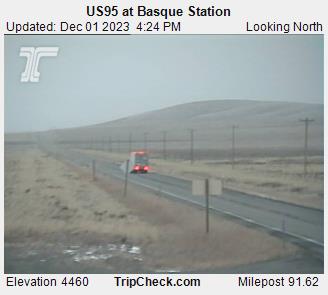 US95 at Basque Station
Updated: Dec 01 2023 4:24 PM Looking North
Elevation 4460 TripCheck.com Milepost 91.62